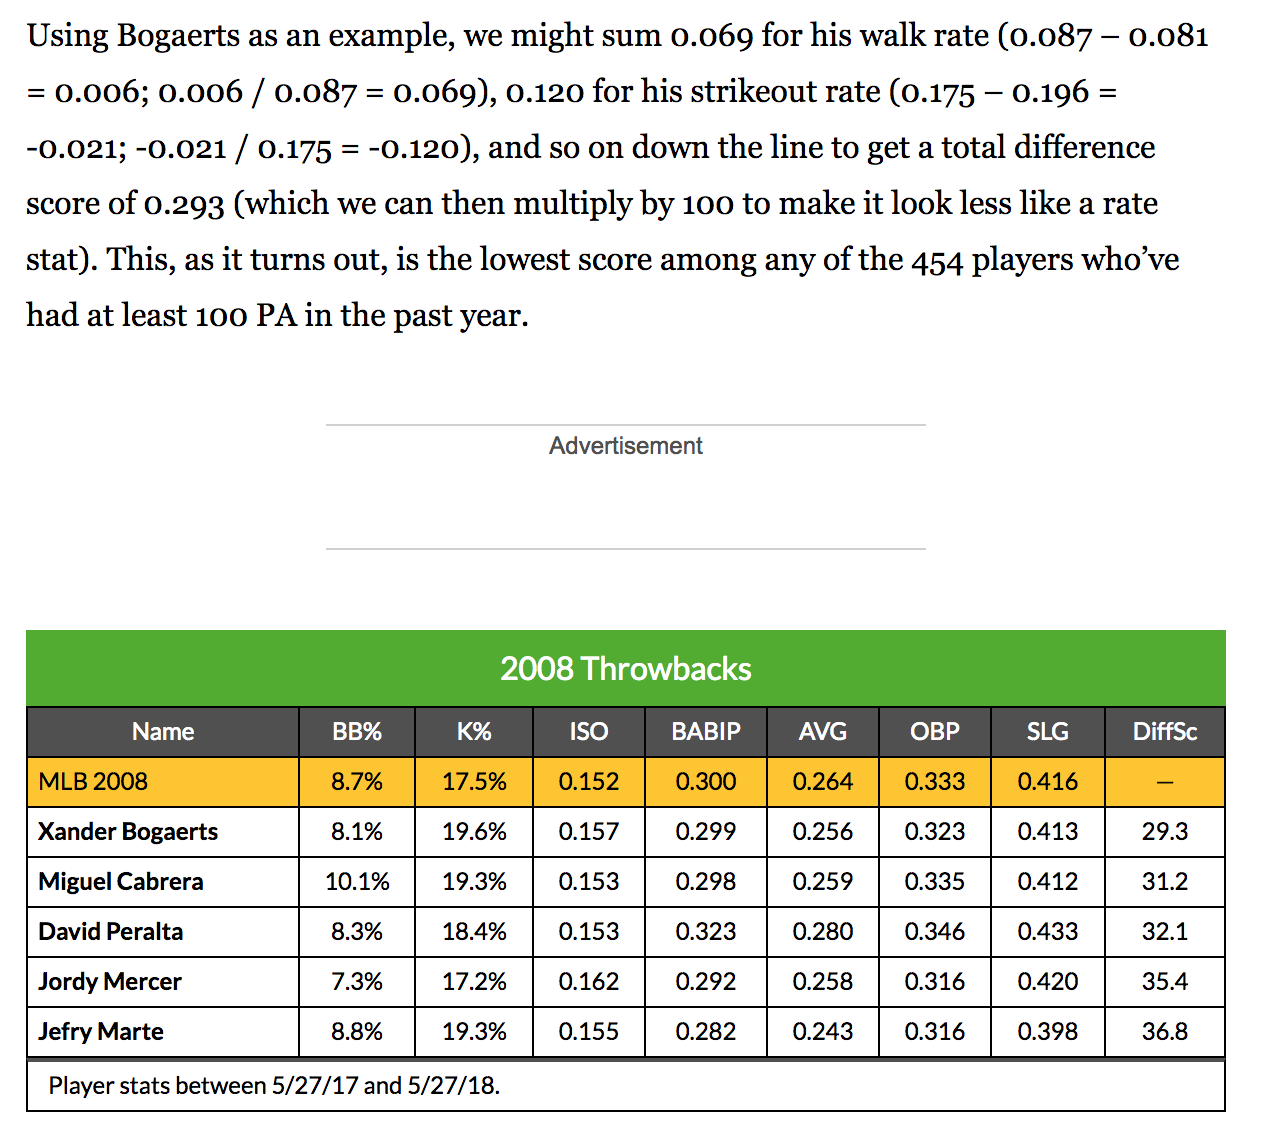 Using Bogaerts as an example, we might sum 0.069 for his walk rate (0.087 – 0.081
= 0.006; 0.006 / 0.087 = 0.069), 0.120 for his strikeout rate (0.175 – 0.196 =
-0.021; -0.021 / 0.175 = -0.120), and so on down the line to get a total difference
score of 0.293 (which we can then multiply by 100 to make it look less like a rate
stat). This, as it turns out, is the lowest score among any of the 454 players who’ve
had at least 100 PA in the past year.
Advertisement
2008 Throwbacks
Name BB% K% ISO BABIP AVG OBP SLG DiffSc
MLB 2008 8.7% 17.5% 0.152 0.300 0.264 0.333 0.416 —
Xander Bogaerts 8.1% 19.6% 0.157 0.299 0.256 0.323 0.413 29.3
Miguel Cabrera 10.1% 19.3% 0.153 0.298 0.259 0.335 0.412 31.2
David Peralta 8.3% 18.4% 0.153 0.323 0.280 0.346 0.433 32.1
Jordy Mercer 7.3% 17.2% 0.162 0.292 0.258 0.316 0.420 35.4
Jefry Marte 8.8% 19.3% 0.155 0.282 0.243 0.316 0.398 36.8
Player stats between 5/27/17 and 5/27/18.